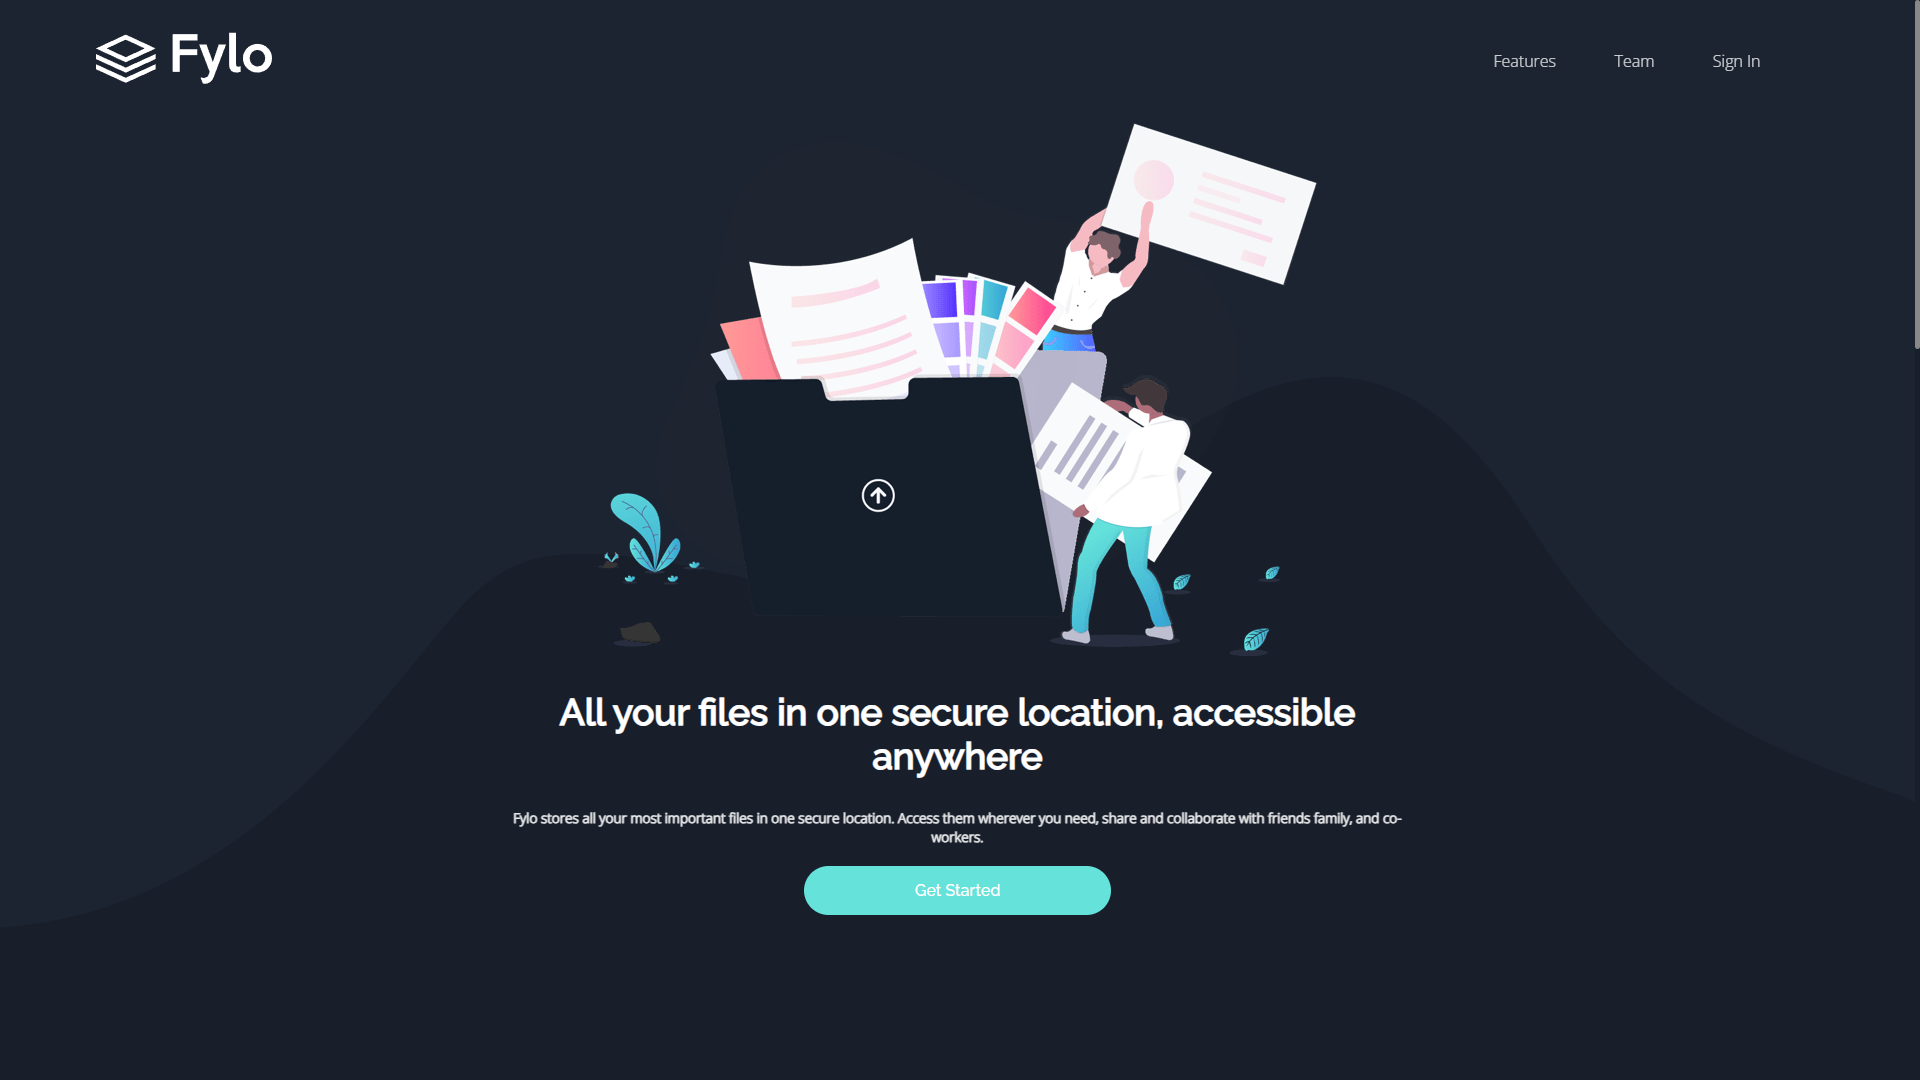 Fylo
Features
Team
Sign In
All your files in one secure location, accessible
anywhere
Fylo stores all your most important files in one secure location. Access them wherever you need, share and collaborate with friends family, and co-
workers.
Get Started